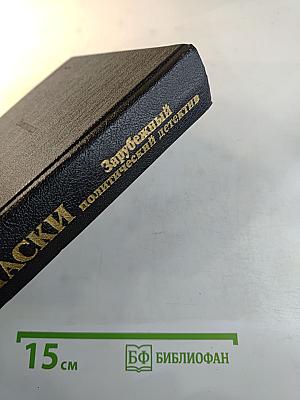 Зарубежный
политический детектив
МАСКИ
15 см
БФ БИБЛИОФАН